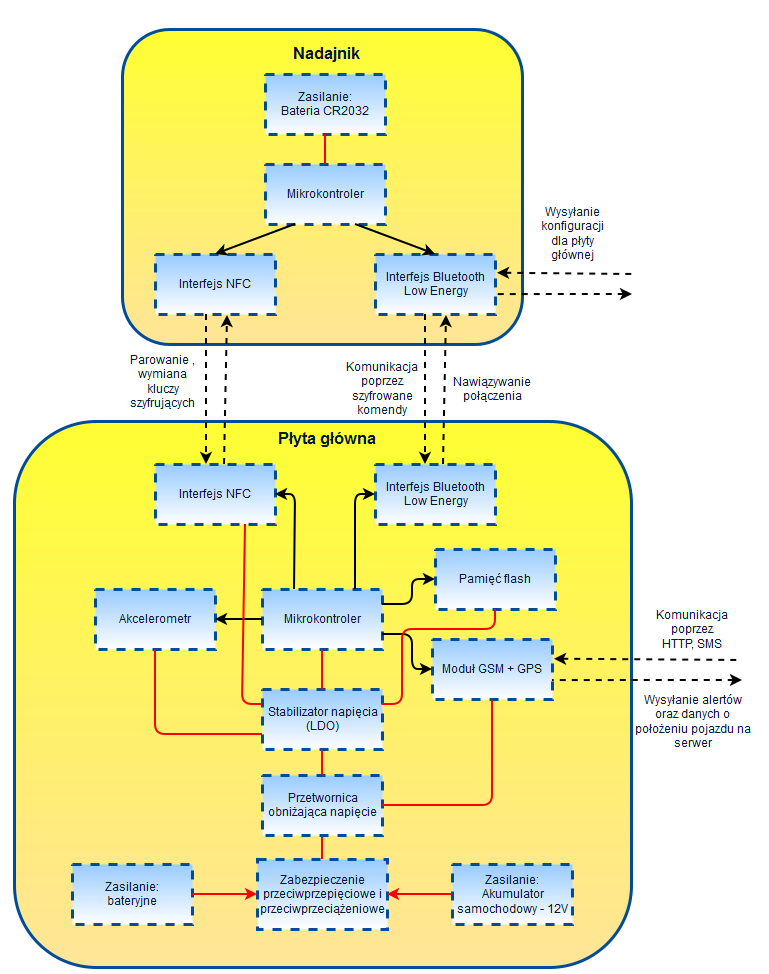 Nadajnik
Zasilanie:
Bateria CR2032
Mikrokontroler
Interfejs NFC
Interfejs Bluetooth
Low Energy
Wysyłanie
konfiguracji
dla płyty
głównej
Parowanie ,
wymiana
kluczy
szyfrujących
Komunikacja
poprzez
szyfrowane
komendy
Nawiązywanie
połączenia
Płyta główna
Interfejs NFC
Interfejs Bluetooth
Low Energy
Pamięć flash
Akcelerometr
Mikrokontroler
Moduł GSM + GPS
Komunikacja
poprzez
HTTP, SMS
Wysyłanie alertów
oraz danych o
położeniu pojazdu na
serwer
Stabilizator napięcia
(LDO)
Przetwornica
obniżająca napięcie
Zasilanie:
bateryjne
Zabezpieczenie
przeciwprzepięciowe i
przeciwprzeciążeniowe
Zasilanie:
Akumulator
samochodowy - 12V